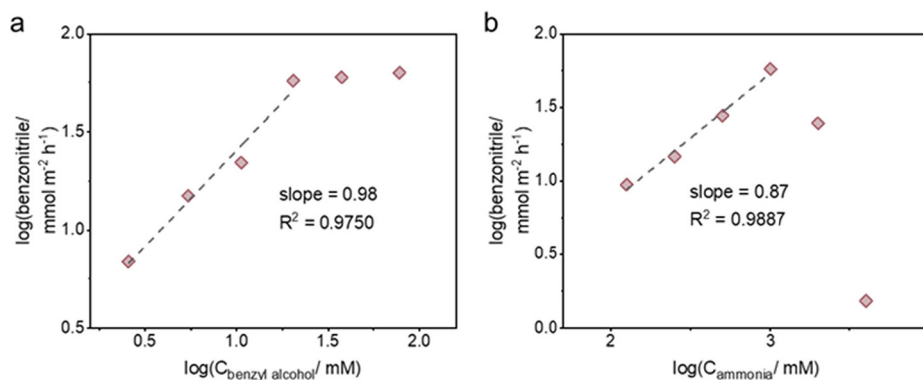 a
2.0
1.5
1.0
0.5
0.5
1.0
1.5
2.0
log(benzonitrile/
mmol m⁻² h⁻¹)
slope = 0.98
R² = 0.9750
log(C_benzyl alcohol/ mM)
b
2.0
1.5
1.0
0.5
0.0
2
3
log(benzonitrile/
mmol m⁻² h⁻¹)
slope = 0.87
R² = 0.9887
log(C_ammonia/ mM)